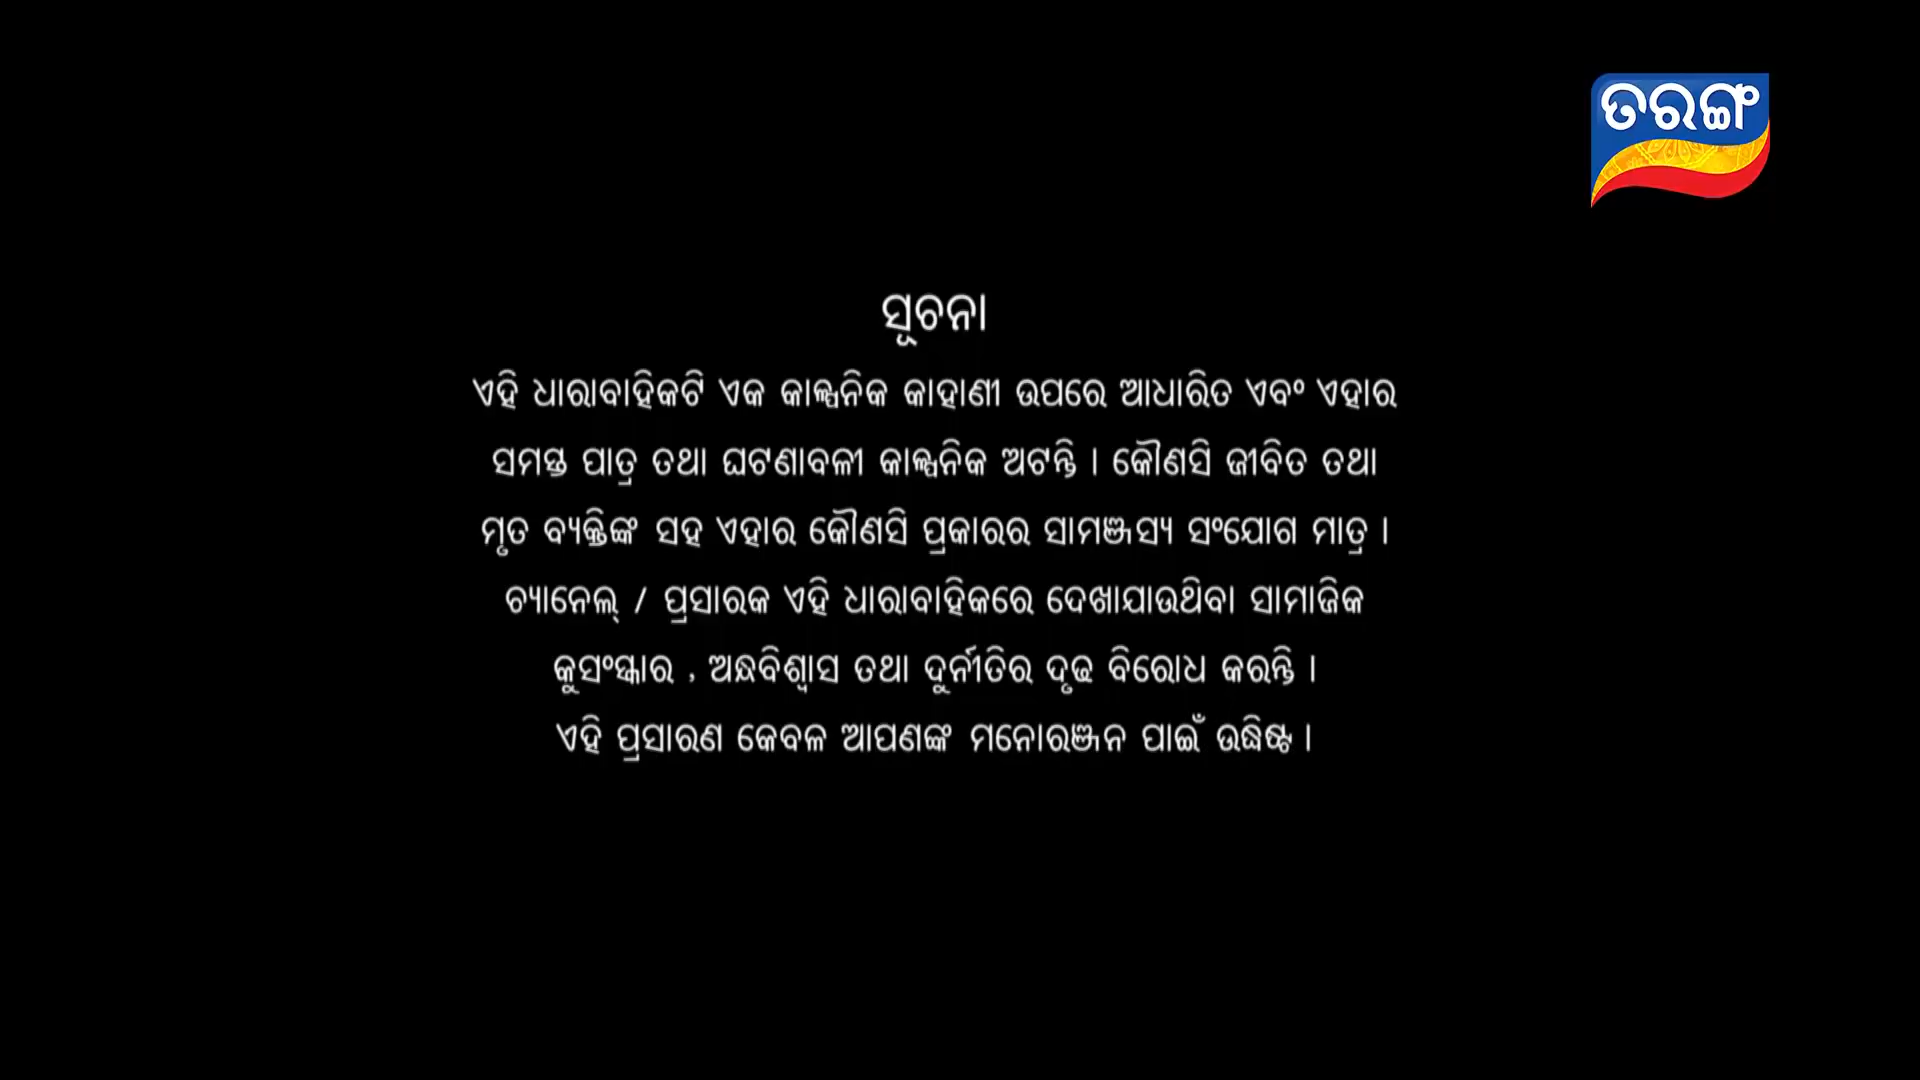 ତରଙ୍ଗ
ସୂଚନା
ଏହି ଧାରାବାହିକଟି ଏକ କାଳ୍ପନିକ କାହାଣୀ ଉପରେ ଆଧାରିତ ଏବଂ ଏହାର
ସମସ୍ତ ପାତ୍ର ତଥା ଘଟଣାବଳୀ କାଳ୍ପନିକ ଅଟନ୍ତି । କୌଣସି ଜୀବିତ ତଥା
ମୃତ ବ୍ୟକ୍ତିଙ୍କ ସହ ଏହାର କୌଣସି ପ୍ରକାରର ସାମଞ୍ଜସ୍ୟ ସଂଯୋଗ ମାତ୍ର ।
ଚ୍ୟାନେଲ୍ / ପ୍ରସାରକ ଏହି ଧାରାବାହିକରେ ଦେଖାଯାଉଥିବା ସାମାଜିକ
କୁସଂସ୍କାର , ଅନ୍ଧବିଶ୍ୱାସ ତଥା ଦୁର୍ନୀତିର ଦୃଢ ବିରୋଧ କରନ୍ତି ।
ଏହି ପ୍ରସାରଣ କେବଳ ଆପଣଙ୍କ ମନୋରଞ୍ଜନ ପାଇଁ ଉଦ୍ଧିଷ୍ଟ ।